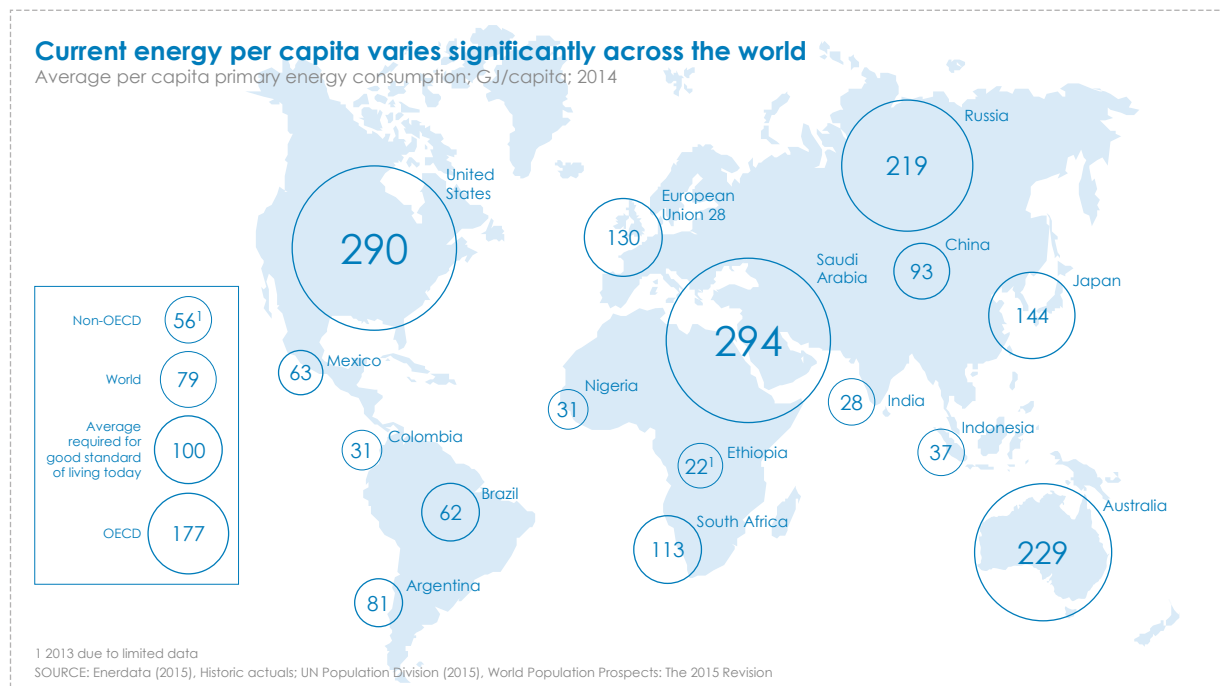 Current energy per capita varies significantly across the world
Average per capita primary energy consumption; GJ/capita; 2014
Russia
219
United
States
290
European
Union 28
130
China
93
Saudi
Arabia
294
Japan
144
Non-OECD
56¹
World
79
Average
required for
good standard
of living today
100
OECD
177
Mexico
63
Nigeria
31
India
28
Colombia
31
Indonesia
37
Ethiopia
22¹
Brazil
62
South Africa
113
Australia
229
Argentina
81
1 2013 due to limited data
SOURCE: Enerdata (2015), Historic actuals; UN Population Division (2015), World Population Prospects: The 2015 Revision